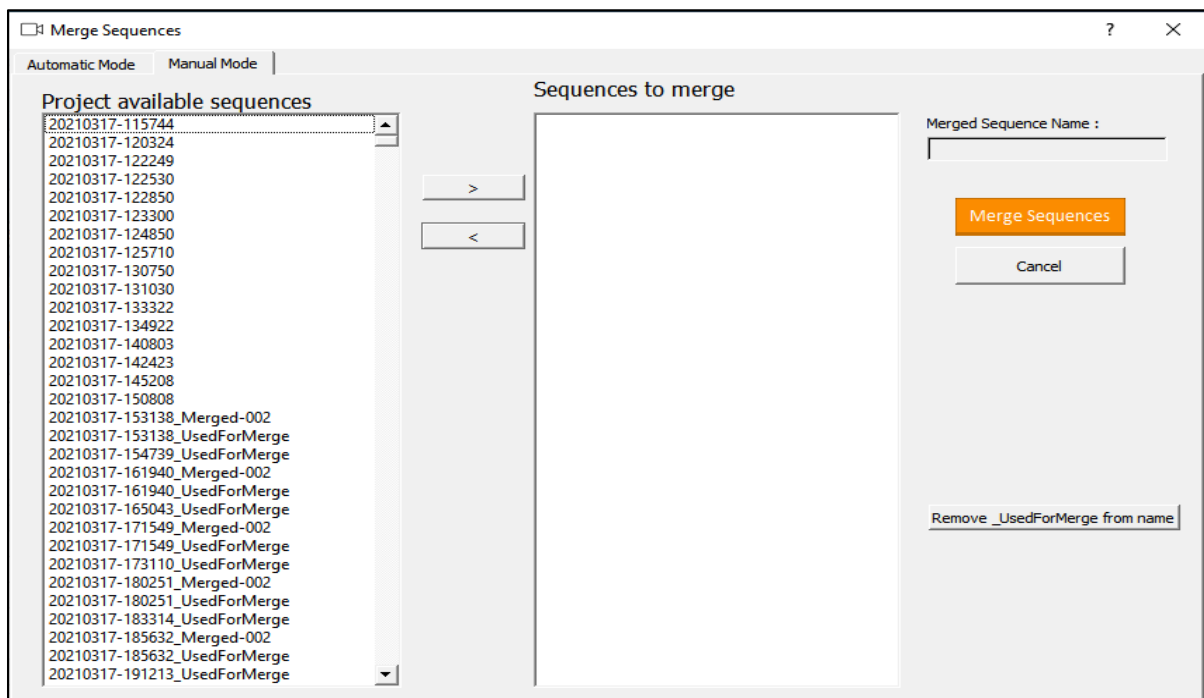 Merge Sequences
?
Automatic Mode
Manual Mode
Project available sequences
20210317-115744
20210317-120324
20210317-122249
20210317-122530
20210317-122850
20210317-123300
20210317-124850
20210317-125710
20210317-130750
20210317-131030
20210317-133322
20210317-134922
20210317-140803
20210317-142423
20210317-145208
20210317-150808
20210317-153138_Merged-002
20210317-153138_UsedForMerge
20210317-154739_UsedForMerge
20210317-161940_Merged-002
20210317-161940_UsedForMerge
20210317-165043_UsedForMerge
20210317-171549_Merged-002
20210317-171549_UsedForMerge
20210317-173110_UsedForMerge
20210317-180251_Merged-002
20210317-180251_UsedForMerge
20210317-183314_UsedForMerge
20210317-185632_Merged-002
20210317-185632_UsedForMerge
20210317-191213_UsedForMerge
>
<
Sequences to merge
Merged Sequence Name :
Merge Sequences
Cancel
Remove _UsedForMerge from name